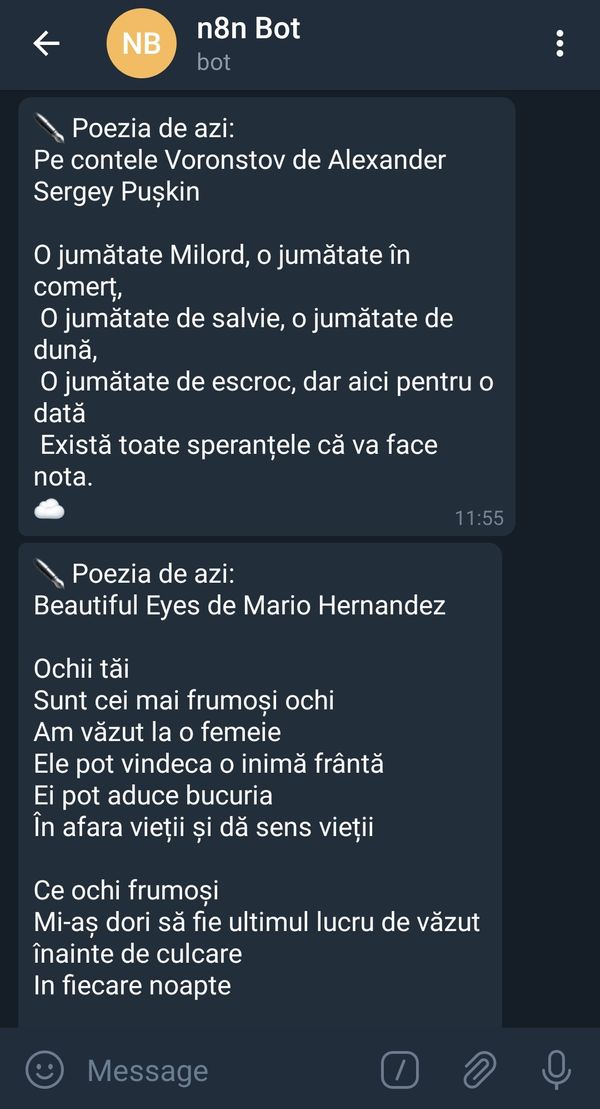 n8n Bot
NB
bot
Poezia de azi:
Pe contele Voronstov de Alexander
Sergey Pușkin
O jumătate Milord, o jumătate în
comerț,
O jumătate de salvie, o jumătate de
dună,
O jumătate de escroc, dar aici pentru o
dată
Există toate speranțele că va face
nota.
11:55
Poezia de azi:
Beautiful Eyes de Mario Hernandez
Ochii tăi
Sunt cei mai frumoși ochi
Am văzut la o femeie
Ele pot vindeca o inimă frântă
Ei pot aduce bucuria
În afara vieții și dă sens vieții
Ce ochi frumoși
Mi-aș dori să fie ultimul lucru de văzut
înainte de culcare
In fiecare noapte
Message